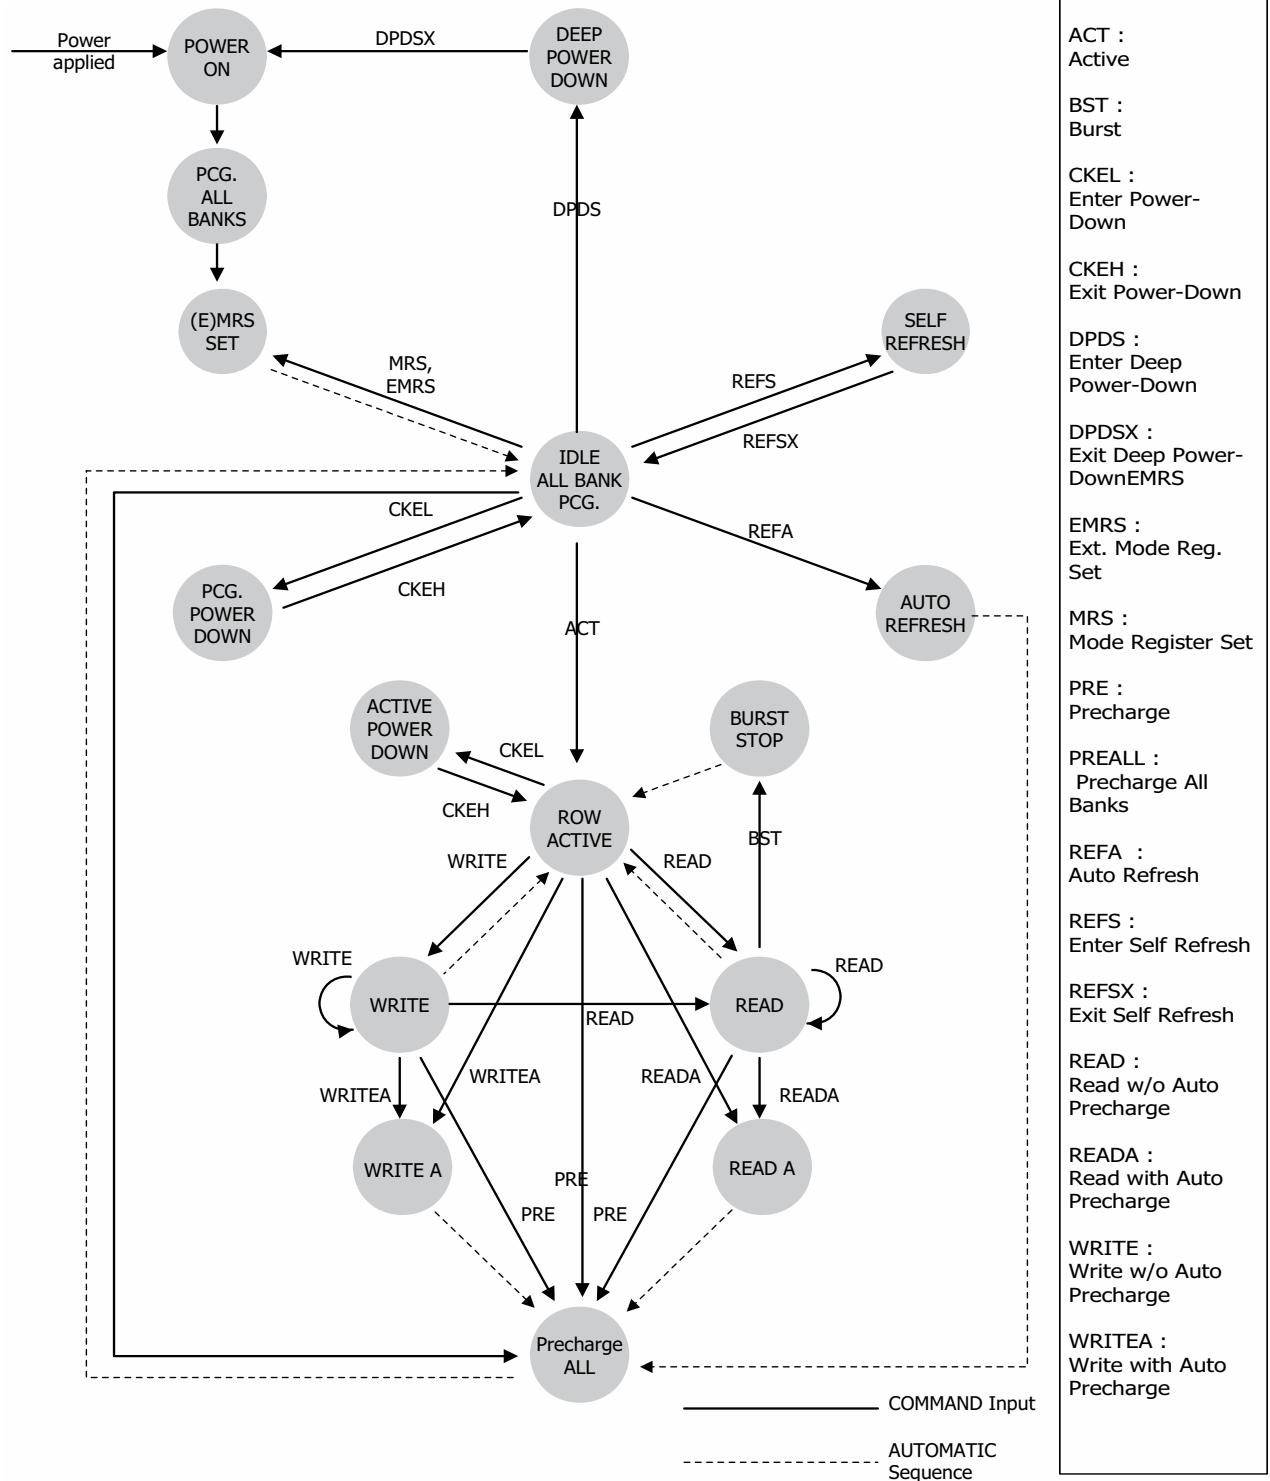 Power
applied
POWER
ON
DPDSX
DEEP
POWER
DOWN
PCG.
ALL
BANKS
DPDS
(E)MRS
SET
MRS,
EMRS
SELF
REFRESH
REFS
REFSX
IDLE
ALL BANK
PCG.
CKEL
CKEH
REFA
PCG.
POWER
DOWN
AUTO
REFRESH
ACT
ACTIVE
POWER
DOWN
CKEL
CKEH
BURST
STOP
ROW
ACTIVE
BST
WRITE
READ
WRITE
WRITE
READ
READ
READ
WRITEA
WRITEA
READA
READA
WRITE A
READ A
PRE
PRE
PRE
Precharge
ALL
COMMAND Input
AUTOMATIC
Sequence
ACT :
Active
BST :
Burst
CKEL :
Enter Power-
Down
CKEH :
Exit Power-Down
DPDS :
Enter Deep
Power-Down
DPDSX :
Exit Deep Power-
DownEMRS
EMRS :
Ext. Mode Reg.
Set
MRS :
Mode Register Set
PRE :
Precharge
PREALL :
Precharge All
Banks
REFA :
Auto Refresh
REFS :
Enter Self Refresh
REFSX :
Exit Self Refresh
READ :
Read w/o Auto
Precharge
READA :
Read with Auto
Precharge
WRITE :
Write w/o Auto
Precharge
WRITEA :
Write with Auto
Precharge